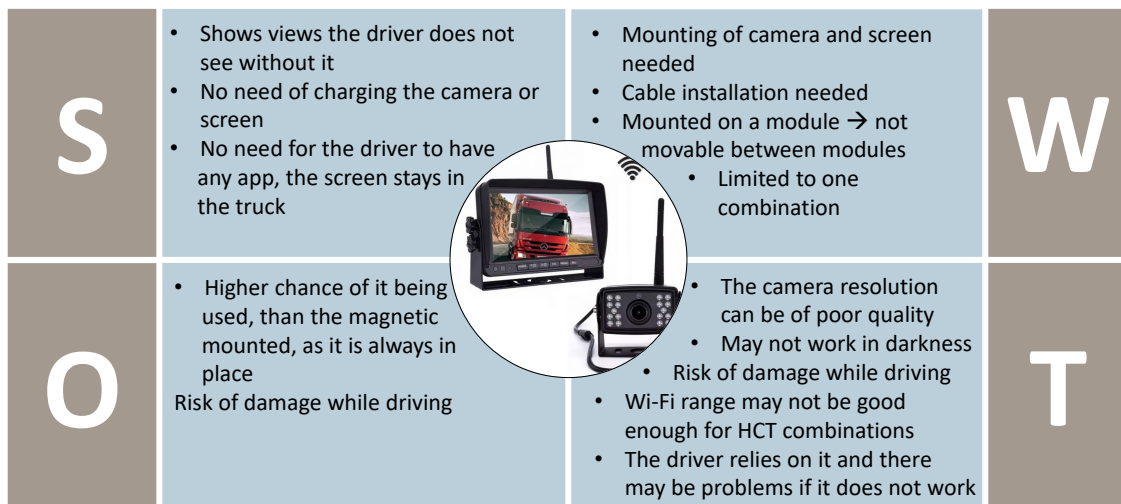 S
• Shows views the driver does not
see without it
• No need of charging the camera or
screen
• No need for the driver to have
any app, the screen stays in
the truck
• Mounting of camera and screen
needed
• Cable installation needed
• Mounted on a module → not
movable between modules
• Limited to one
combination
W
O
• Higher chance of it being
used, than the magnetic
mounted, as it is always in
place
Risk of damage while driving
• The camera resolution
can be of poor quality
• May not work in darkness
• Risk of damage while driving
• Wi-Fi range may not be good
enough for HCT combinations
• The driver relies on it and there
may be problems if it does not work
T